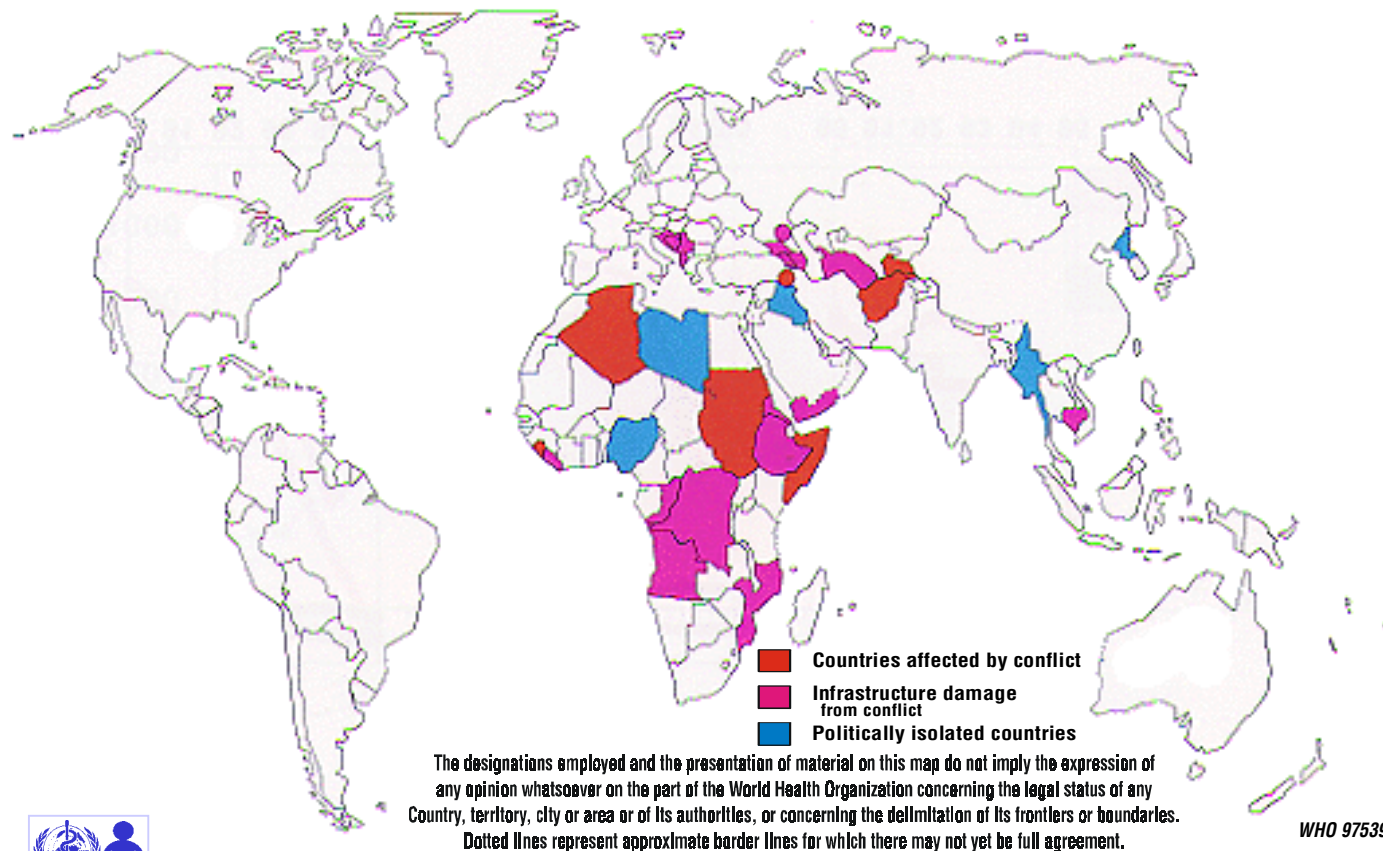 Countries affected by conflict
Infrastructure damage
from conflict
Politically isolated countries
The designations employed and the presentation of material on this map do not imply the expression of
any opinion whatsoever on the part of the World Health Organization concerning the legal status of any
Country, territory, city or area or of its authorities, or concerning the delimitation of its frontiers or boundaries.
Dotted lines represent approximate border lines for which there may not yet be full agreement.
WHO 97539